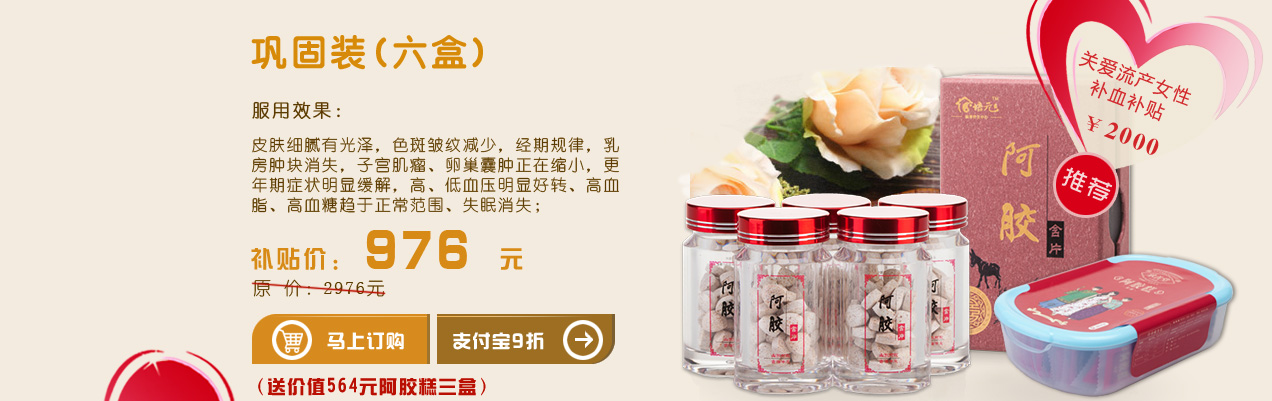 巩固装(六盒)
服用效果：
皮肤细腻有光泽，色斑皱纹减少，经期规律，乳
房肿块消失，子宫肌瘤、卵巢囊肿正在缩小，更
年期症状明显缓解，高、低血压明显好转、高血
脂、高血糖趋于正常范围、失眠消失；
补贴价：976 元
原 价：2976元
马上订购
支付宝9折
（送价值564元阿胶糕三盒）
关爱流产女性
补血补贴
¥ 2000
推荐
阿胶
含片
阿胶
含片
阿胶
含片